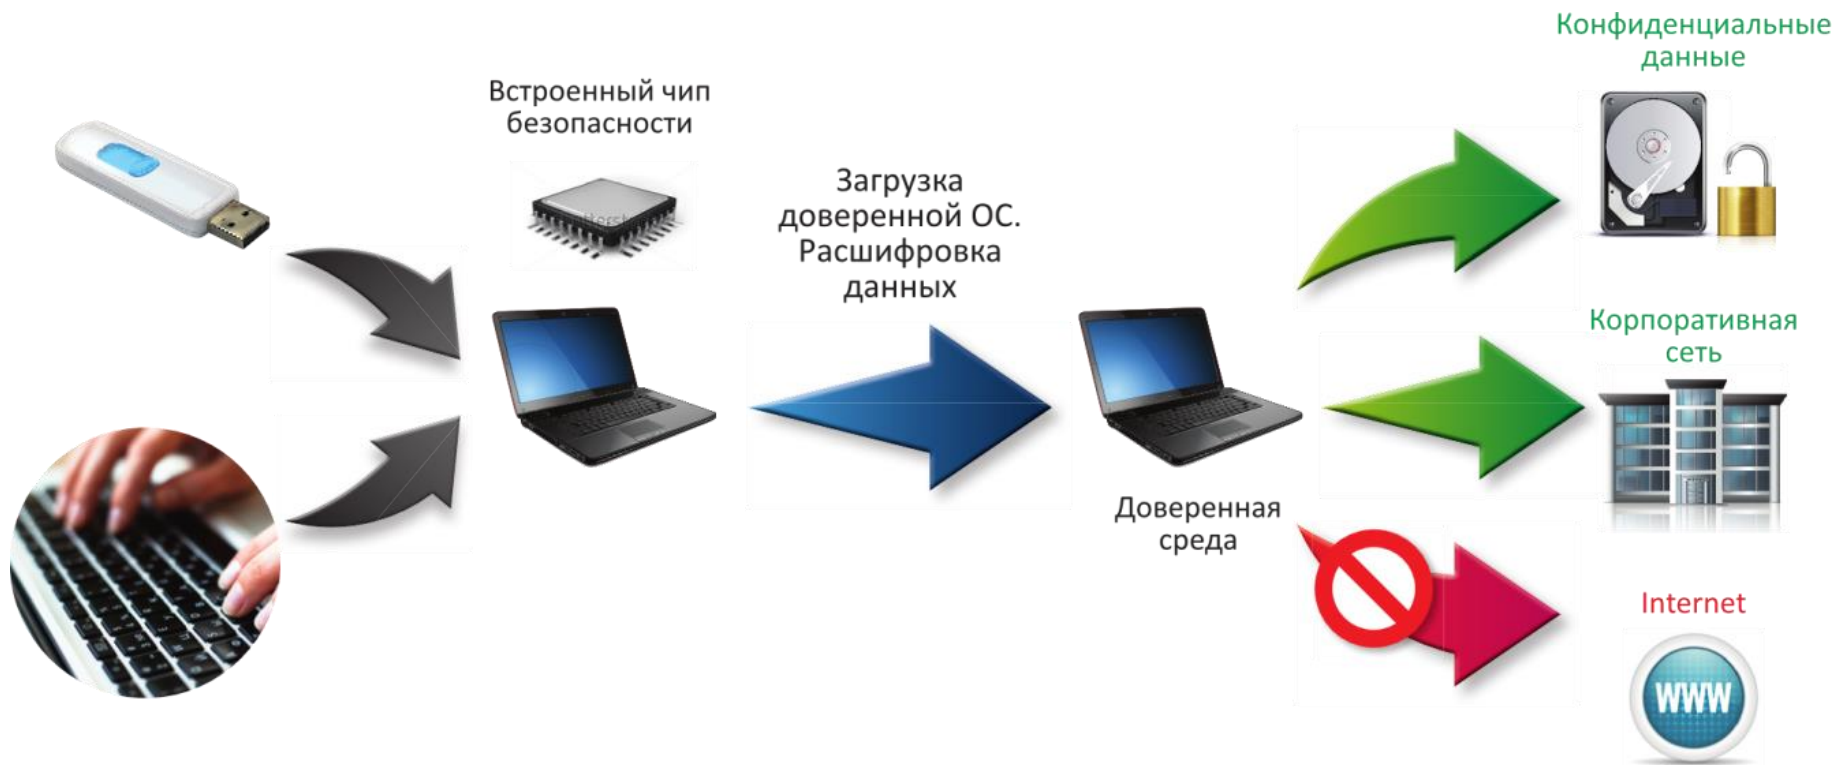 Конфиденциальные
данные
Встроенный чип
безопасности
Загрузка
доверенной ОС.
Расшифровка
данных
Корпоративная
сеть
Доверенная
среда
Internet
WWW